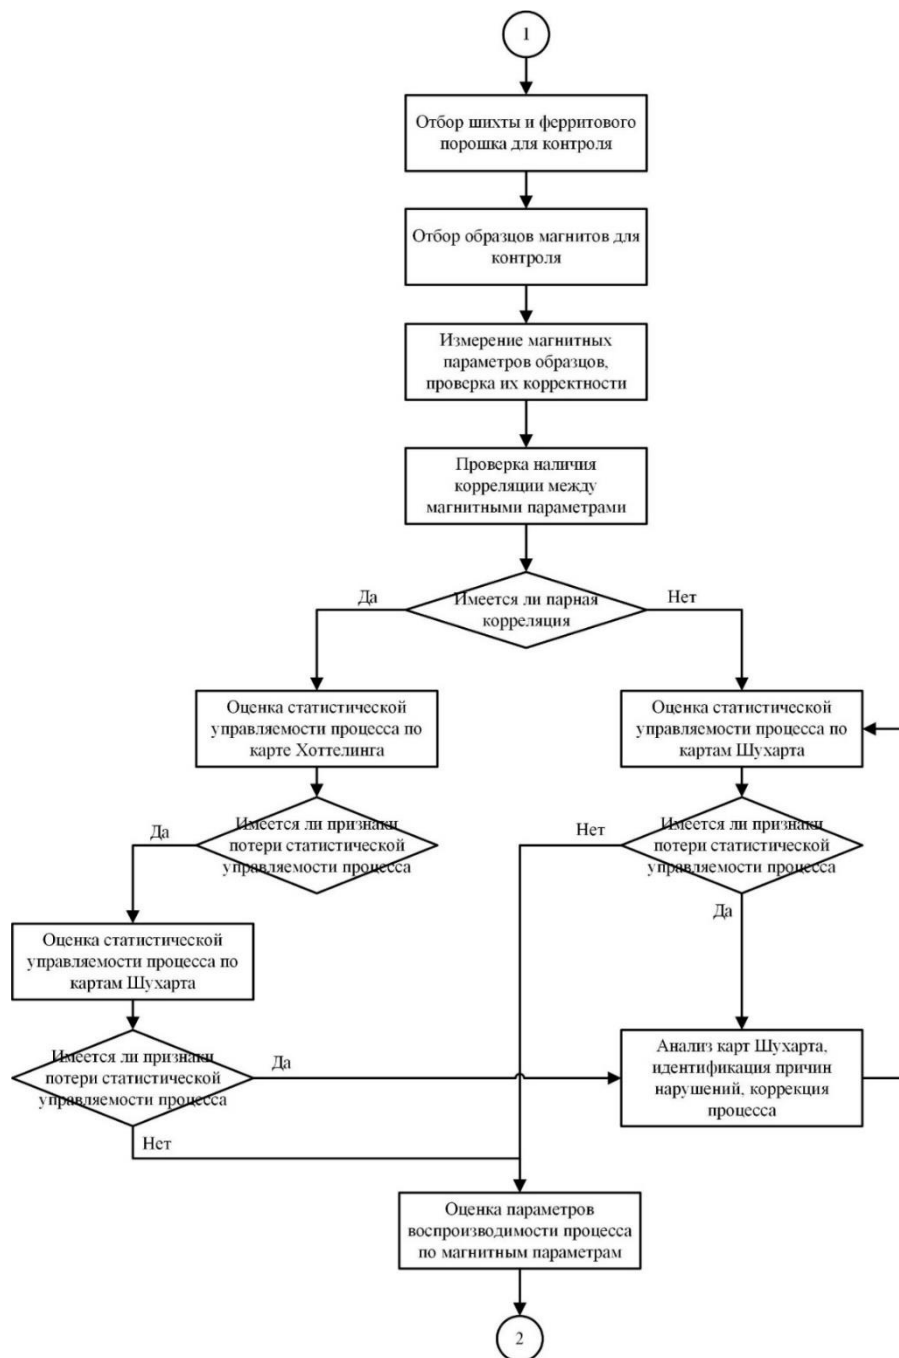 1
Отбор шихты и ферритового
порошка для контроля
Отбор образцов магнитов для
контроля
Измерение магнитных
параметров образцов,
проверка их корректности
Проверка наличия
корреляции между
магнитными параметрами
Имеется ли парная
корреляция
Да
Нет
Оценка статистической
управляемости процесса по
карте Хоттелинга
Оценка статистической
управляемости процесса по
картам Шухарта
Имеется ли признаки
потери статистической
управляемости процесса
Да
Имеется ли признаки
потери статистической
управляемости процесса
Нет
Да
Оценка статистической
управляемости процесса по
картам Шухарта
Имеется ли признаки
потери статистической
управляемости процесса
Да
Нет
Анализ карт Шухарта,
идентификация причин
нарушений, коррекция
процесса
Оценка параметров
воспроизводимости процесса
по магнитным параметрам
2